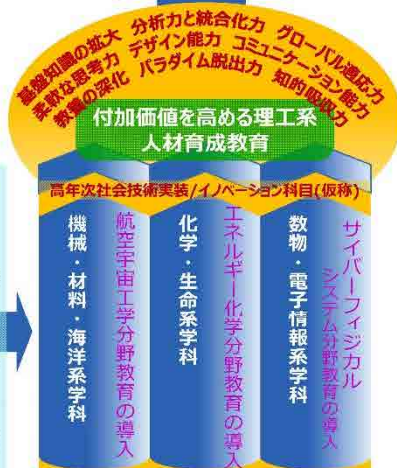 基盤知識の拡大 分析力と統合化力 グローバル適応力
柔軟な思考力 デザイン能力 コミュニケーション能力
教養の深化 パラダイム脱出力 知的吸収力
付加価値を高める理工系
人材育成教育
高年次社会技術実装/イノベーション科目(仮称)
機械・材料・海洋系学科
航空宇宙工学分野教育の導入
化学・生命系学科
エネルギー化学分野教育の導入
数物・電子情報系学科
サイバーフィジカル
システム分野教育の導入